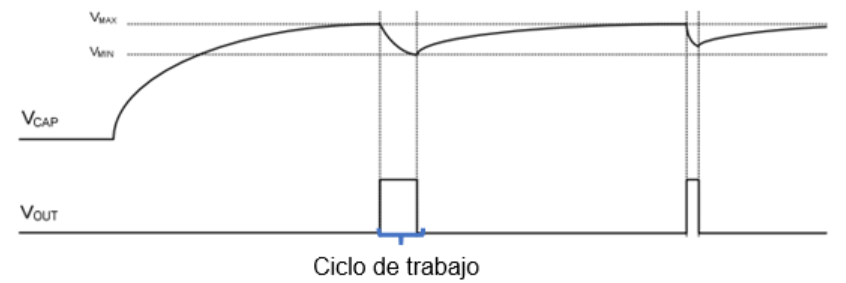 VMAX
VMIN
VCAP
VOUT
Ciclo de trabajo